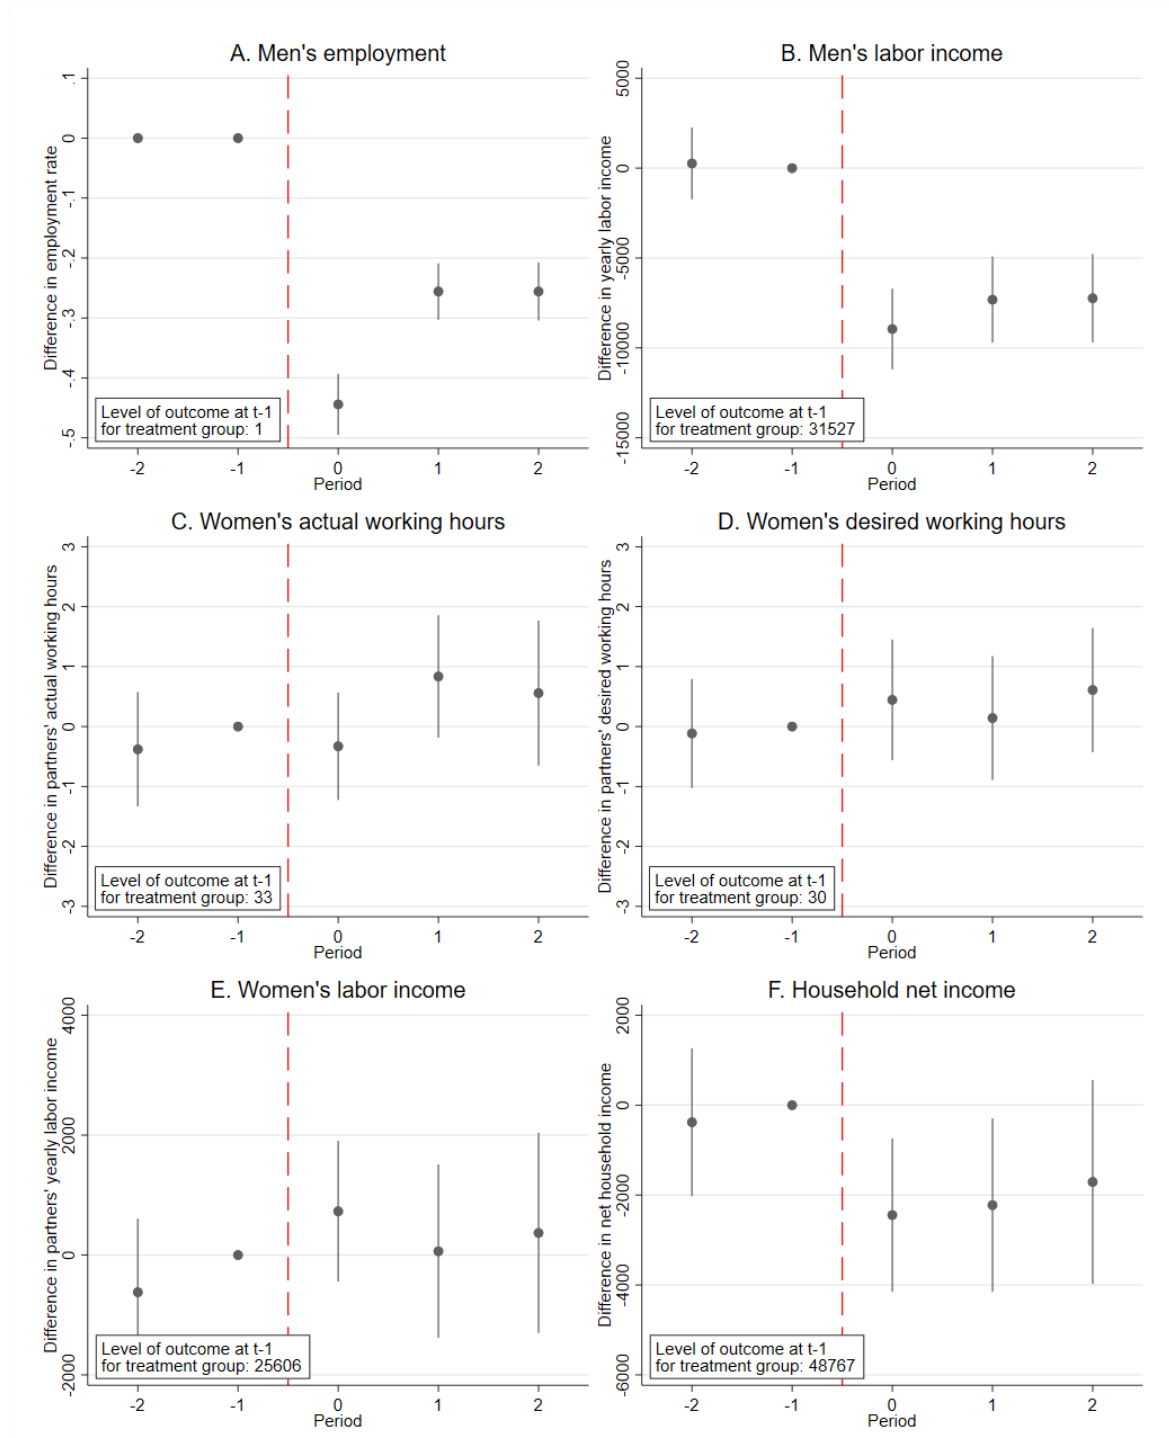 A. Men's employment
Difference in employment rate
.1
0
-.1
-.2
-.3
-.4
-.5
Level of outcome at t-1
for treatment group: 1
-2 -1 0 1 2
Period
B. Men's labor income
Difference in yearly labor income
5000
0
-5000
-10000
-15000
Level of outcome at t-1
for treatment group: 31527
-2 -1 0 1 2
Period
C. Women's actual working hours
Difference in partners' actual working hours
3
2
1
0
-1
-2
-3
Level of outcome at t-1
for treatment group: 33
-2 -1 0 1 2
Period
D. Women's desired working hours
Difference in partners' desired working hours
3
2
1
0
-1
-2
-3
Level of outcome at t-1
for treatment group: 30
-2 -1 0 1 2
Period
E. Women's labor income
Difference in partners' yearly labor income
4000
2000
0
-2000
Level of outcome at t-1
for treatment group: 25606
-2 -1 0 1 2
Period
F. Household net income
Difference in net household income
2000
0
-2000
-4000
-6000
Level of outcome at t-1
for treatment group: 48767
-2 -1 0 1 2
Period